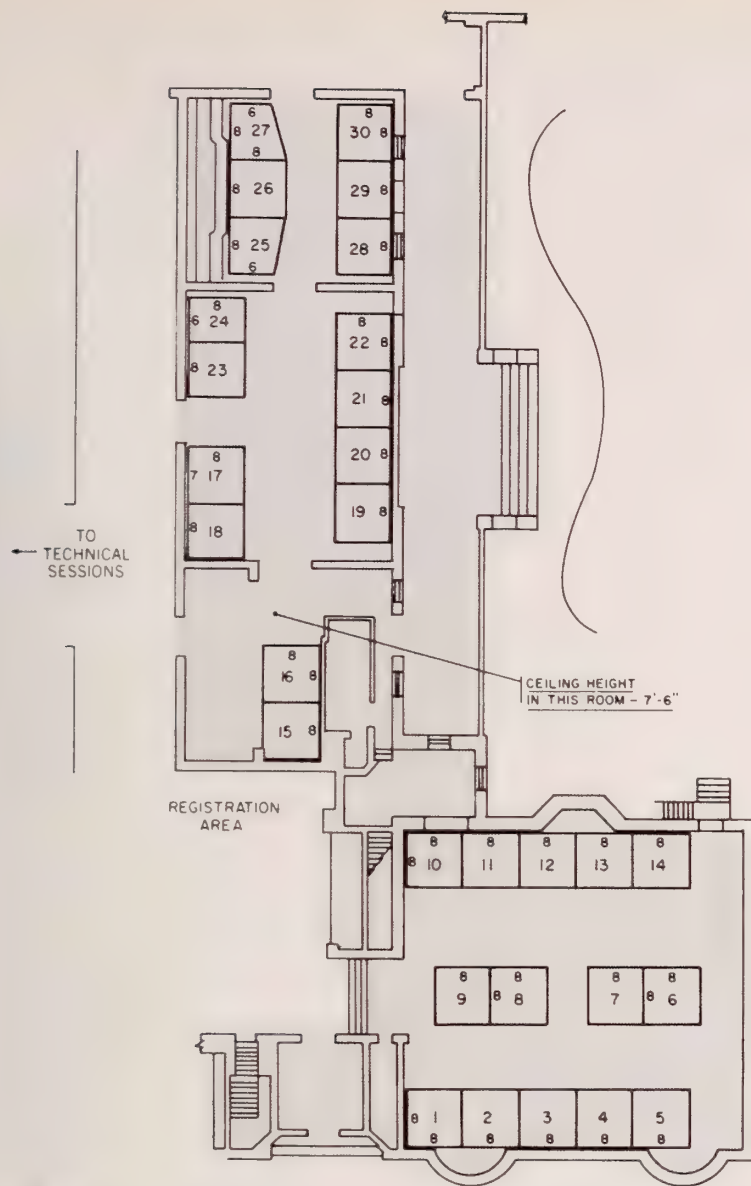 6
8 27 8
8 30 8
8 26 29 8
8 25 28 8
6
8 8
6 24 22 8
8 23 21 8
8 20 8
7 17
8 18 19 8
TO
← TECHNICAL
SESSIONS
8
16 8
15 8
CEILING HEIGHT
IN THIS ROOM – 7'-6"
REGISTRATION
AREA
8 8 8 8 8
8 10 11 12 13 14
8 8 8 8
9 8 8 7 8 6
8 1 2 3 4 5
8 8 8 8 8